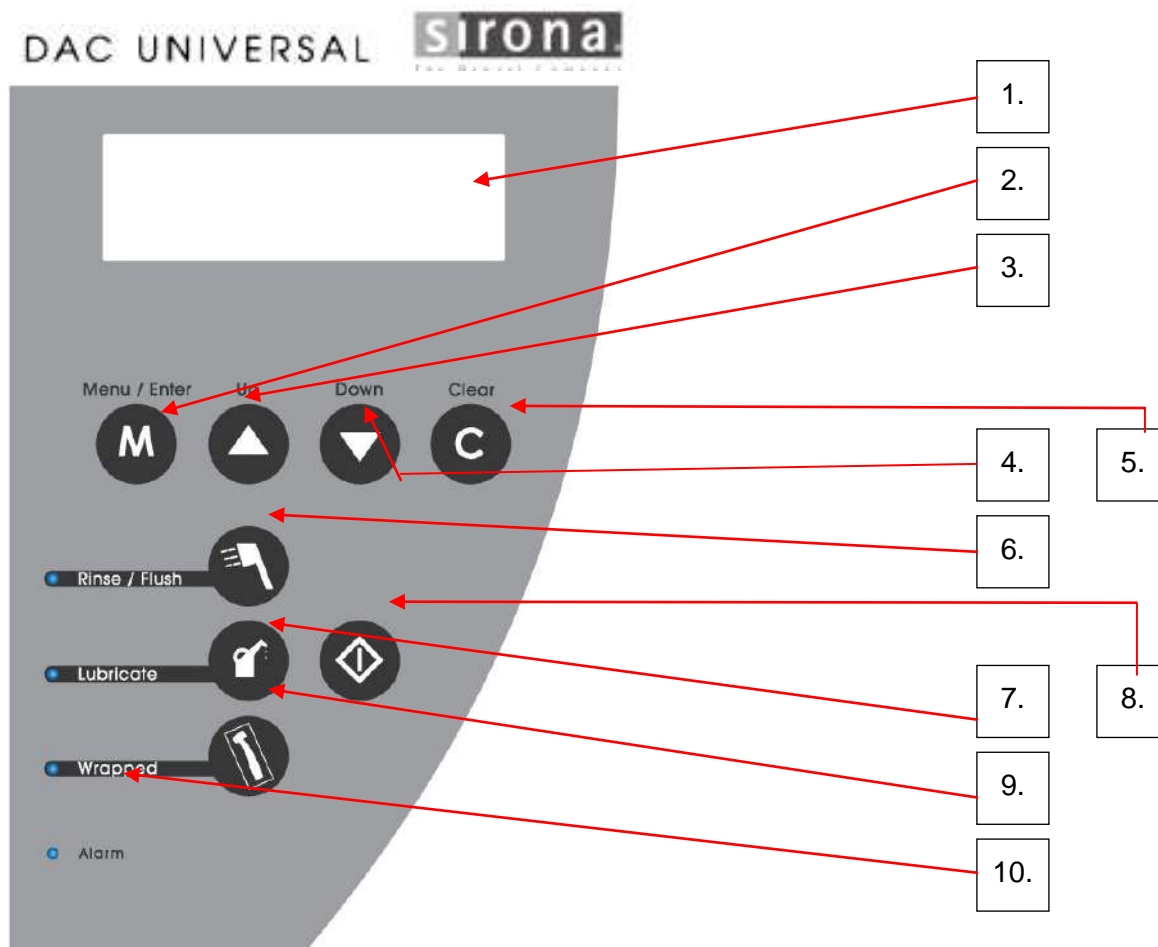 DAC UNIVERSAL
sirona.
1.
2.
3.
Menu / Enter
Up
Down
Clear
M
C
4.
5.
6.
Rinse / Flush
Lubricate
7.
8.
Wrapped
9.
10.
Alarm